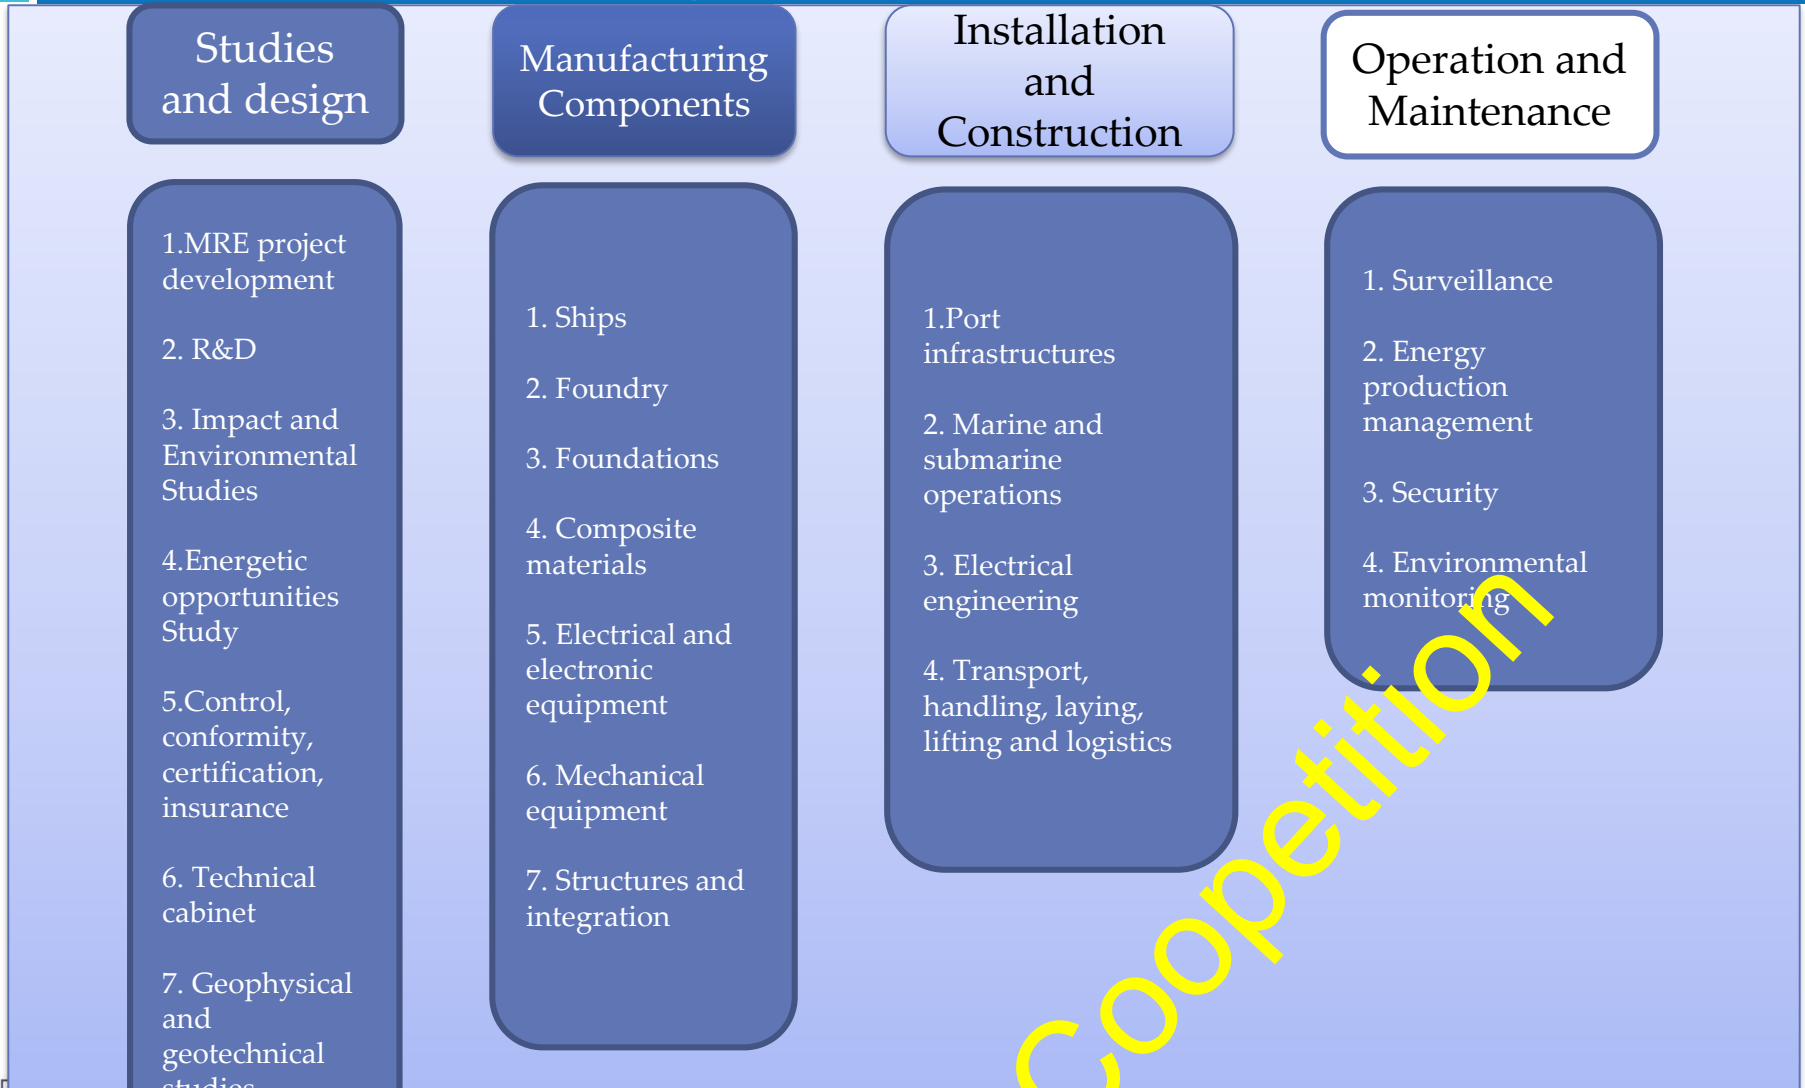 Studies
and design
1.MRE project
development
2. R&D
3. Impact and
Environmental
Studies
4.Energetic
opportunities
Study
5.Control,
conformity,
certification,
insurance
6. Technical
cabinet
7. Geophysical
and
geotechnical
studies
Manufacturing
Components
1. Ships
2. Foundry
3. Foundations
4. Composite
materials
5. Electrical and
electronic
equipment
6. Mechanical
equipment
7. Structures and
integration
Installation
and
Construction
1.Port
infrastructures
2. Marine and
submarine
operations
3. Electrical
engineering
4. Transport,
handling, laying,
lifting and logistics
Operation and
Maintenance
1. Surveillance
2. Energy
production
management
3. Security
4. Environmental
monitoring
Coopetition